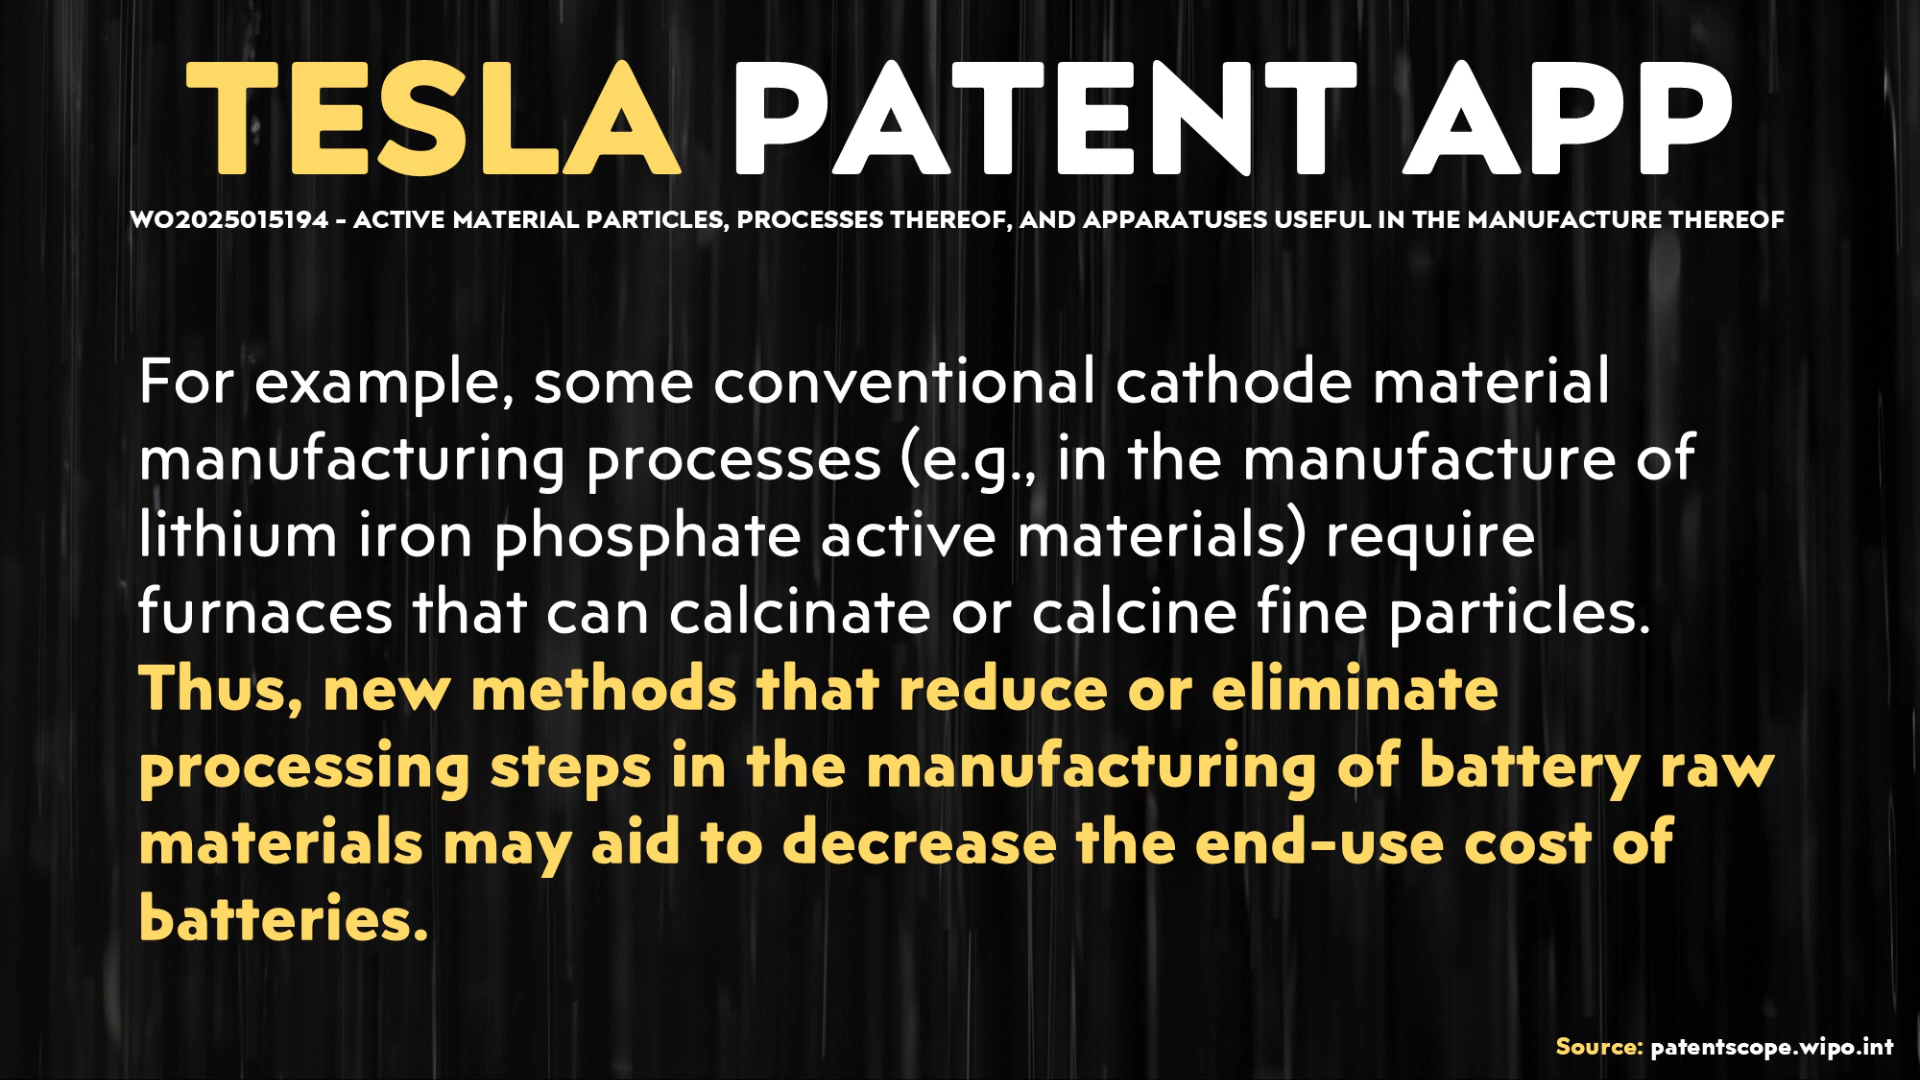 TESLA PATENT APP
WO2025015194 - ACTIVE MATERIAL PARTICLES, PROCESSES THEREOF, AND APPARATUSES USEFUL IN THE MANUFACTURE THEREOF
For example, some conventional cathode material
manufacturing processes (e.g., in the manufacture of
lithium iron phosphate active materials) require
furnaces that can calcinate or calcine fine particles.
Thus, new methods that reduce or eliminate
processing steps in the manufacturing of battery raw
materials may aid to decrease the end-use cost of
batteries.
Source: patentscope.wipo.int